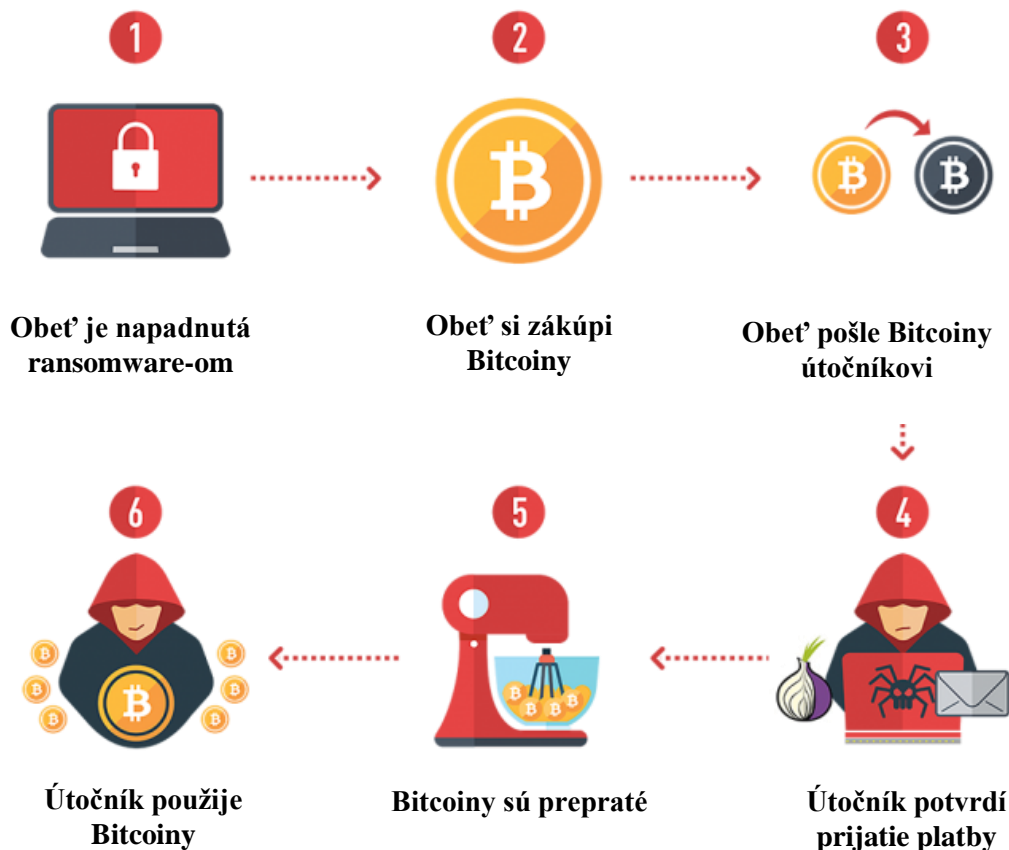 1
2
3
Obeť je napadnutá
ransomware-om
Obeť si zákúpi
Bitcoiny
Obeť pošle Bitcoiny
útočníkovi
6
5
4
Útočník použije
Bitcoiny
Bitcoiny sú prepraté
Útočník potvrdí
prijatie platby